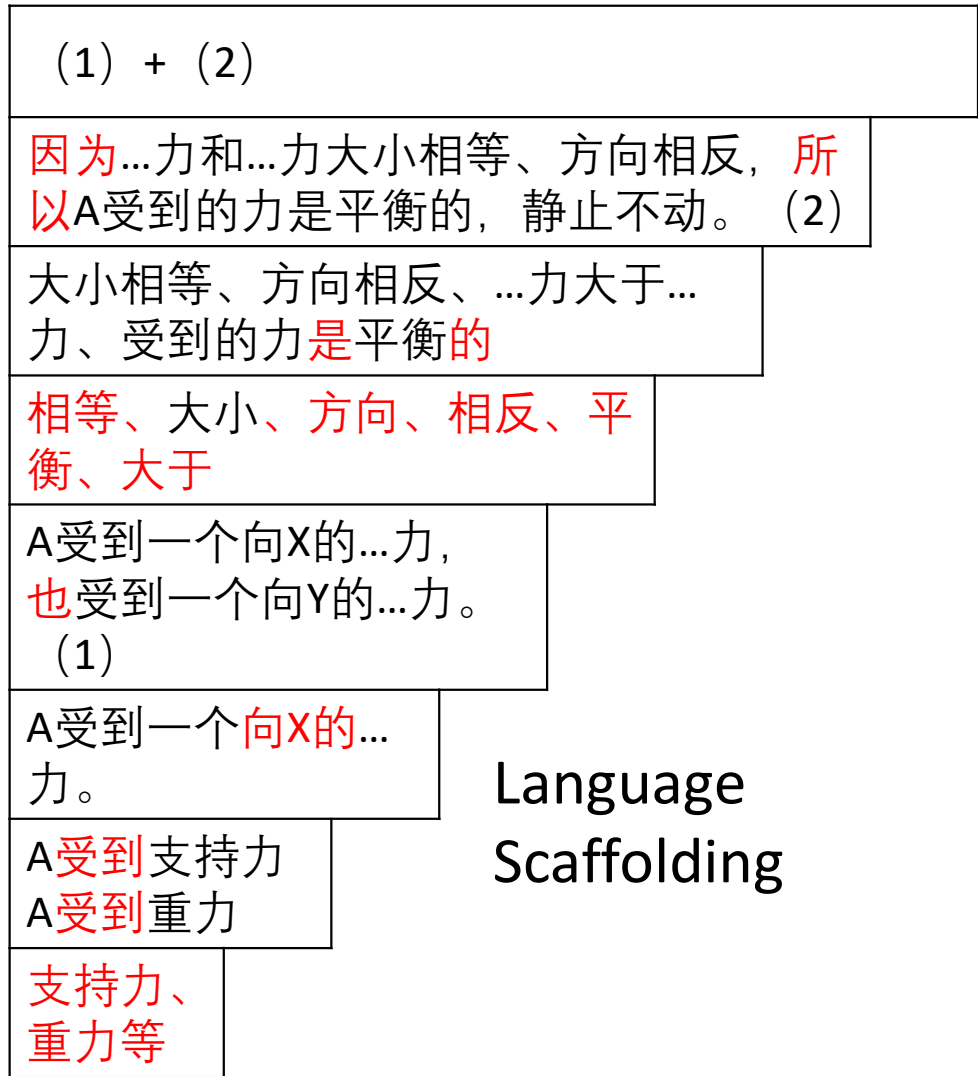 （1）+（2）
因为…力和…力大小相等、方向相反，所
以A受到的力是平衡的，静止不动。（2）
大小相等、方向相反、…力大于…
力、受到的力是平衡的
相等、大小、方向、相反、平
衡、大于
A受到一个向X的…力，
也受到一个向Y的…力。
（1）
A受到一个向X的…
力。
A受到支持力
A受到重力
支持力、
重力等
Language
Scaffolding